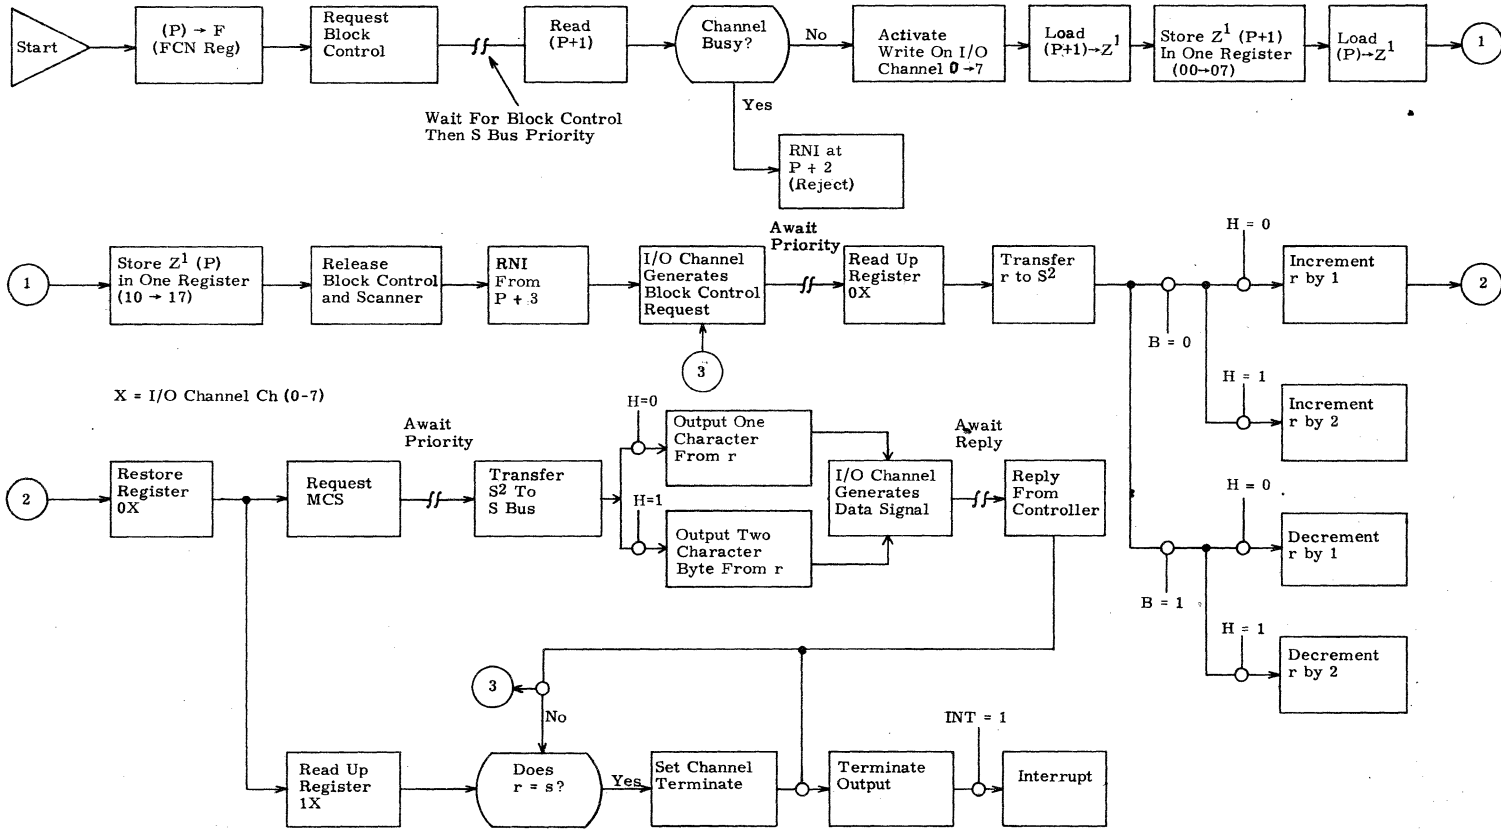 Start
(P) → F
(FCN Reg)
Request
Block
Control
Read
(P+1)
Channel
Busy?
No
Activate
Write On I/O
Channel 0→7
Load
(P+1)→Z¹
Store Z¹ (P+1)
In One Register
(00→07)
Load
(P)→Z¹
1
Wait For Block Control
Then S Bus Priority
Yes
RNI at
P + 2
(Reject)
1
Store Z¹ (P)
in One Register
(10 → 17)
Release
Block Control
and Scanner
RNI
From
P + 3
I/O Channel
Generates
Block Control
Request
Await
Priority
Read Up
Register
0X
Transfer
r to S²
B = 0
H = 0
Increment
r by 1
2
3
H = 1
Increment
r by 2
X = I/O Channel Ch (0-7)
2
Restore
Register
0X
Request
MCS
Await
Priority
Transfer
S² To
S Bus
H=0
Output One
Character
From r
H=1
Output Two
Character
Byte From r
I/O Channel
Generates
Data Signal
Await
Reply
Reply
From
Controller
B = 1
H = 0
Decrement
r by 1
H = 1
Decrement
r by 2
3
No
Read Up
Register
1X
Does
r = s?
Yes
Set Channel
Terminate
Terminate
Output
INT = 1
Interrupt